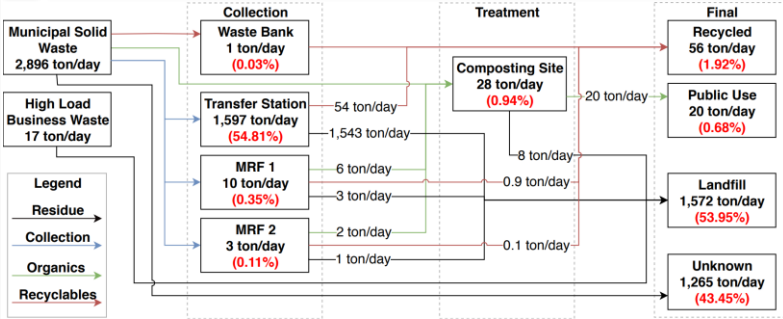 Collection
Treatment
Final
Municipal Solid
Waste
2,896 ton/day
High Load
Business Waste
17 ton/day
Legend
Residue
Collection
Organics
Recyclables
Waste Bank
1 ton/day
(0.03%)
Transfer Station
1,597 ton/day
(54.81%)
MRF 1
10 ton/day
(0.35%)
MRF 2
3 ton/day
(0.11%)
54 ton/day
1,543 ton/day
6 ton/day
3 ton/day
2 ton/day
1 ton/day
Composting Site
28 ton/day
(0.94%)
20 ton/day
8 ton/day
0.9 ton/day
0.1 ton/day
Recycled
56 ton/day
(1.92%)
Public Use
20 ton/day
(0.68%)
Landfill
1,572 ton/day
(53.95%)
Unknown
1,265 ton/day
(43.45%)